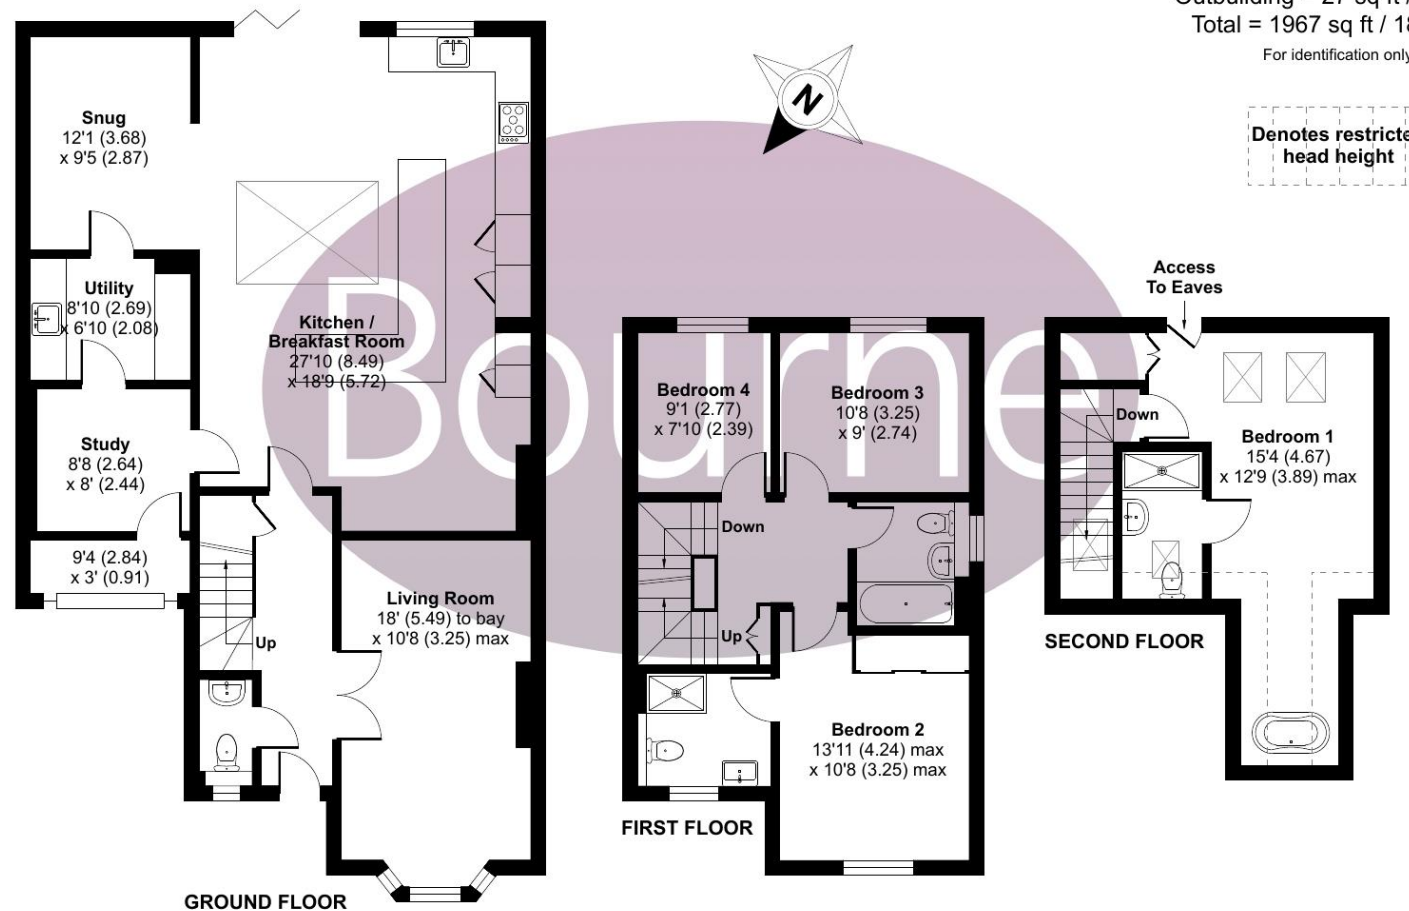 Outbuilding = 27 sq ft /
Total = 1967 sq ft / 18
For identification only
N
Denotes restricte
head height
Snug
12'1 (3.68)
x 9'5 (2.87)
Utility
8'10 (2.69)
x 6'10 (2.08)
Kitchen /
Breakfast Room
27'10 (8.49)
x 18'9 (5.72)
Study
8'8 (2.64)
x 8' (2.44)
9'4 (2.84)
x 3' (0.91)
Up
Living Room
18' (5.49) to bay
x 10'8 (3.25) max
GROUND FLOOR
Bourne
Bedroom 4
9'1 (2.77)
x 7'10 (2.39)
Bedroom 3
10'8 (3.25)
x 9' (2.74)
Down
Up
Bedroom 2
13'11 (4.24) max
x 10'8 (3.25) max
FIRST FLOOR
Access
To Eaves
Down
Bedroom 1
15'4 (4.67)
x 12'9 (3.89) max
SECOND FLOOR